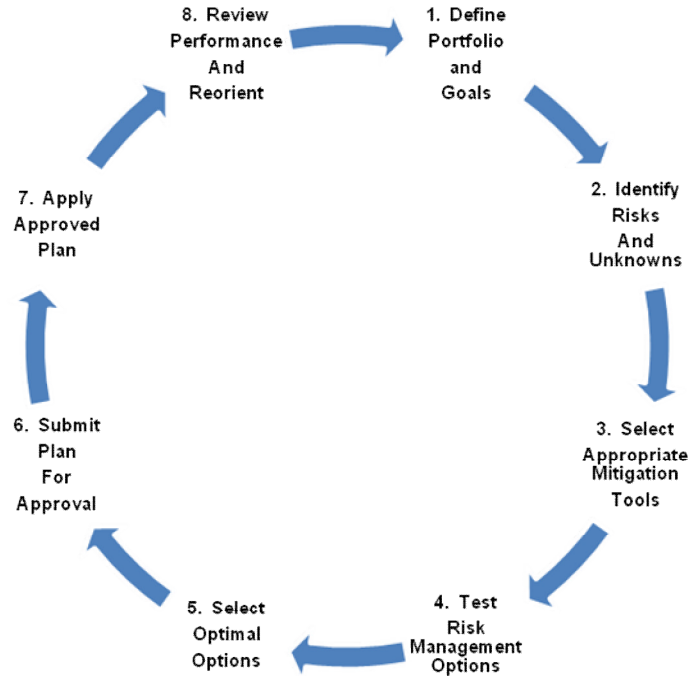 1. Define
Portfolio
and
Goals
2. Identify
Risks
And
Unknowns
3. Select
Appropriate
Mitigation
Tools
4. Test
Risk
Management
Options
5. Select
Optimal
Options
6. Submit
Plan
For
Approval
7. Apply
Approved
Plan
8. Review
Performance
And
Reorient